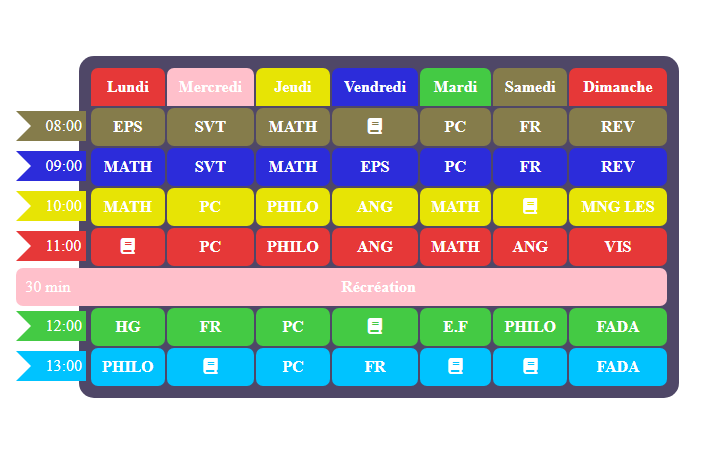 Lundi Mercredi Jeudi Vendredi Mardi Samedi Dimanche
08:00 EPS SVT MATH PC FR REV
09:00 MATH SVT MATH EPS PC FR REV
10:00 MATH PC PHILO ANG MATH MNG LES
11:00 PC PHILO ANG MATH ANG VIS
30 min Récréation
12:00 HG FR PC E.F PHILO FADA
13:00 PHILO PC FR FADA